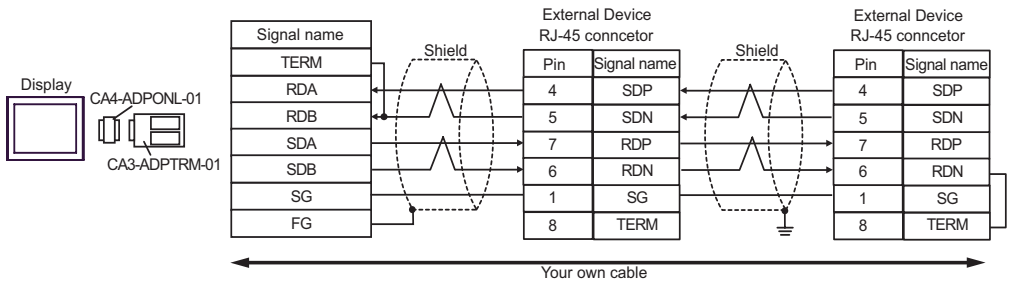 Display
CA4-ADPONL-01
CA3-ADPTRM-01
Signal name
TERM
RDA
RDB
SDA
SDB
SG
FG
Shield
External Device
RJ-45 conncetor
Pin Signal name
4 SDP
5 SDN
7 RDP
6 RDN
1 SG
8 TERM
Shield
External Device
RJ-45 conncetor
Pin Signal name
4 SDP
5 SDN
7 RDP
6 RDN
1 SG
8 TERM
Your own cable